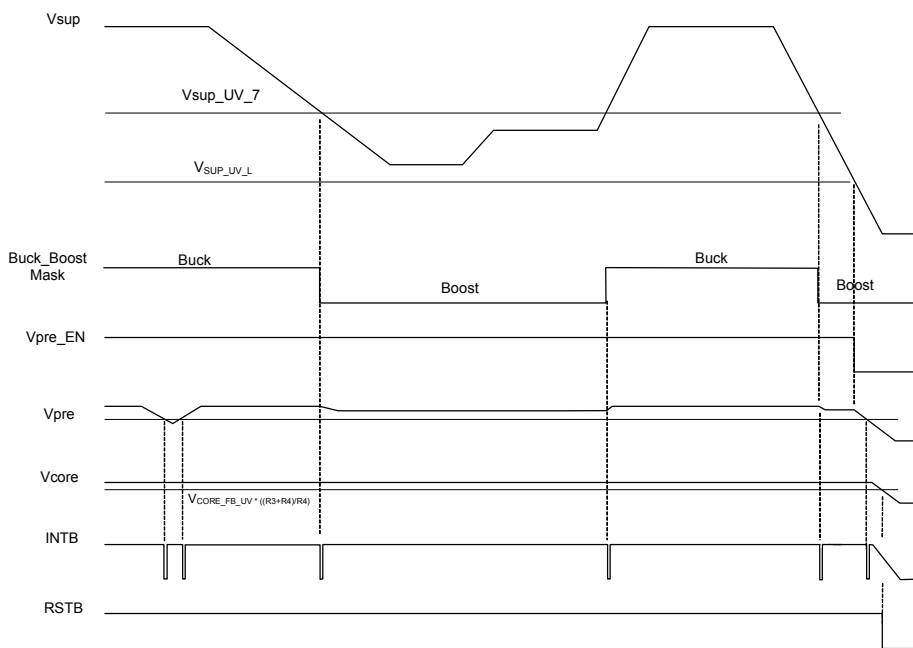 Vsup
Vsup_UV_7
VSUP_UV_L
Buck_Boost
Mask
Buck
Boost
Buck
Boost
Vpre_EN
Vpre
Vcore
VCORE_FB_UV * ((R3+R4)/R4)
INTB
RSTB